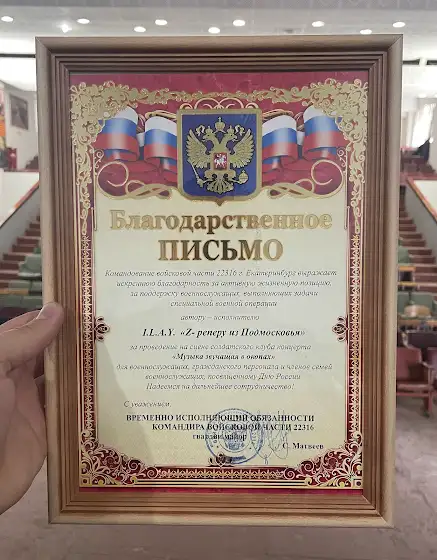 Благодарственное
ПИСЬМО
Командование войсковой части 22316 г. Екатеринбург выражает
искреннюю благодарность за активную жизненную позицию,
за поддержку военнослужащих, выполняющих задачи
специальной военной операции
автору – исполнителю
I.L.A.Y. «Z- реперу из Подмосковья»
за проведение на сцене солдатского клуба концерта
«Музыка звучащая в окопах»
для военнослужащих, гражданского персонала и членов семей
военнослужащих, посвященному Дню России
Надеемся на дальнейшее сотрудничество!
С уважением,
ВРЕМЕННО ИСПОЛНЯЮЩИЙ ОБЯЗАННОСТИ
КОМАНДИРА ВОЙСКОВОЙ ЧАСТИ 22316
гвардии майор
С. Матвеев